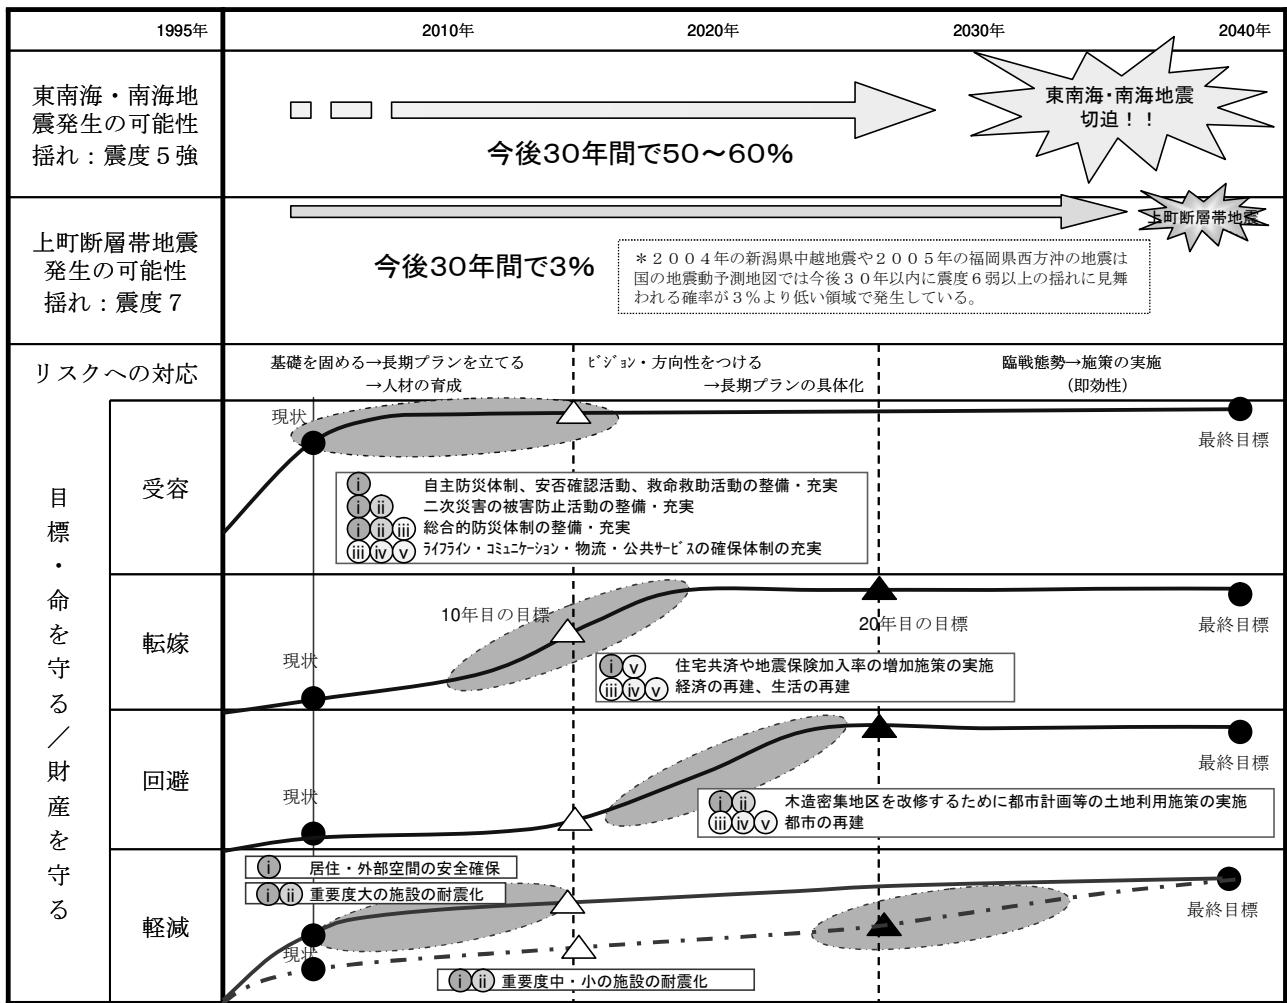 1995年 2010年 2020年 2030年 2040年
東南海・南海地
震発生の可能性
揺れ：震度５強
今後30年間で50～60%
東南海・南海地震
切迫！！
上町断層帯地震
発生の可能性
揺れ：震度７
今後30年間で3%
上町断層帯地震
＊２００４年の新潟県中越地震や２００５年の福岡県西方沖の地震は
国の地震動予測地図では今後３０年以内に震度６弱以上の揺れに見舞
われる確率が３％より低い領域で発生している。
リスクへの対応
基礎を固める→長期プランを立てる
→人材の育成
ﾋﾞｼﾞｮﾝ・方向性をつける
→長期プランの具体化
臨戦態勢→施策の実施
（即効性）
目標・命を守る／財産を守る
受容
現状
最終目標
i 自主防災体制、安否確認活動、救命救助活動の整備・充実
i ii 二次災害の被害防止活動の整備・充実
i ii iii 総合的防災体制の整備・充実
iii iv v ﾗｲﾌﾗｲﾝ・ｺﾐｭﾆｹｰｼｮﾝ・物流・公共ｻｰﾋﾞｽの確保体制の充実
転嫁
現状
10年目の目標
20年目の目標
最終目標
i v 住宅共済や地震保険加入率の増加施策の実施
iii iv v 経済の再建、生活の再建
回避
現状
最終目標
i ii 木造密集地区を改修するために都市計画等の土地利用施策の実施
iii iv v 都市の再建
軽減
i 居住・外部空間の安全確保
i ii 重要度大の施設の耐震化
現状
最終目標
i ii 重要度中・小の施設の耐震化